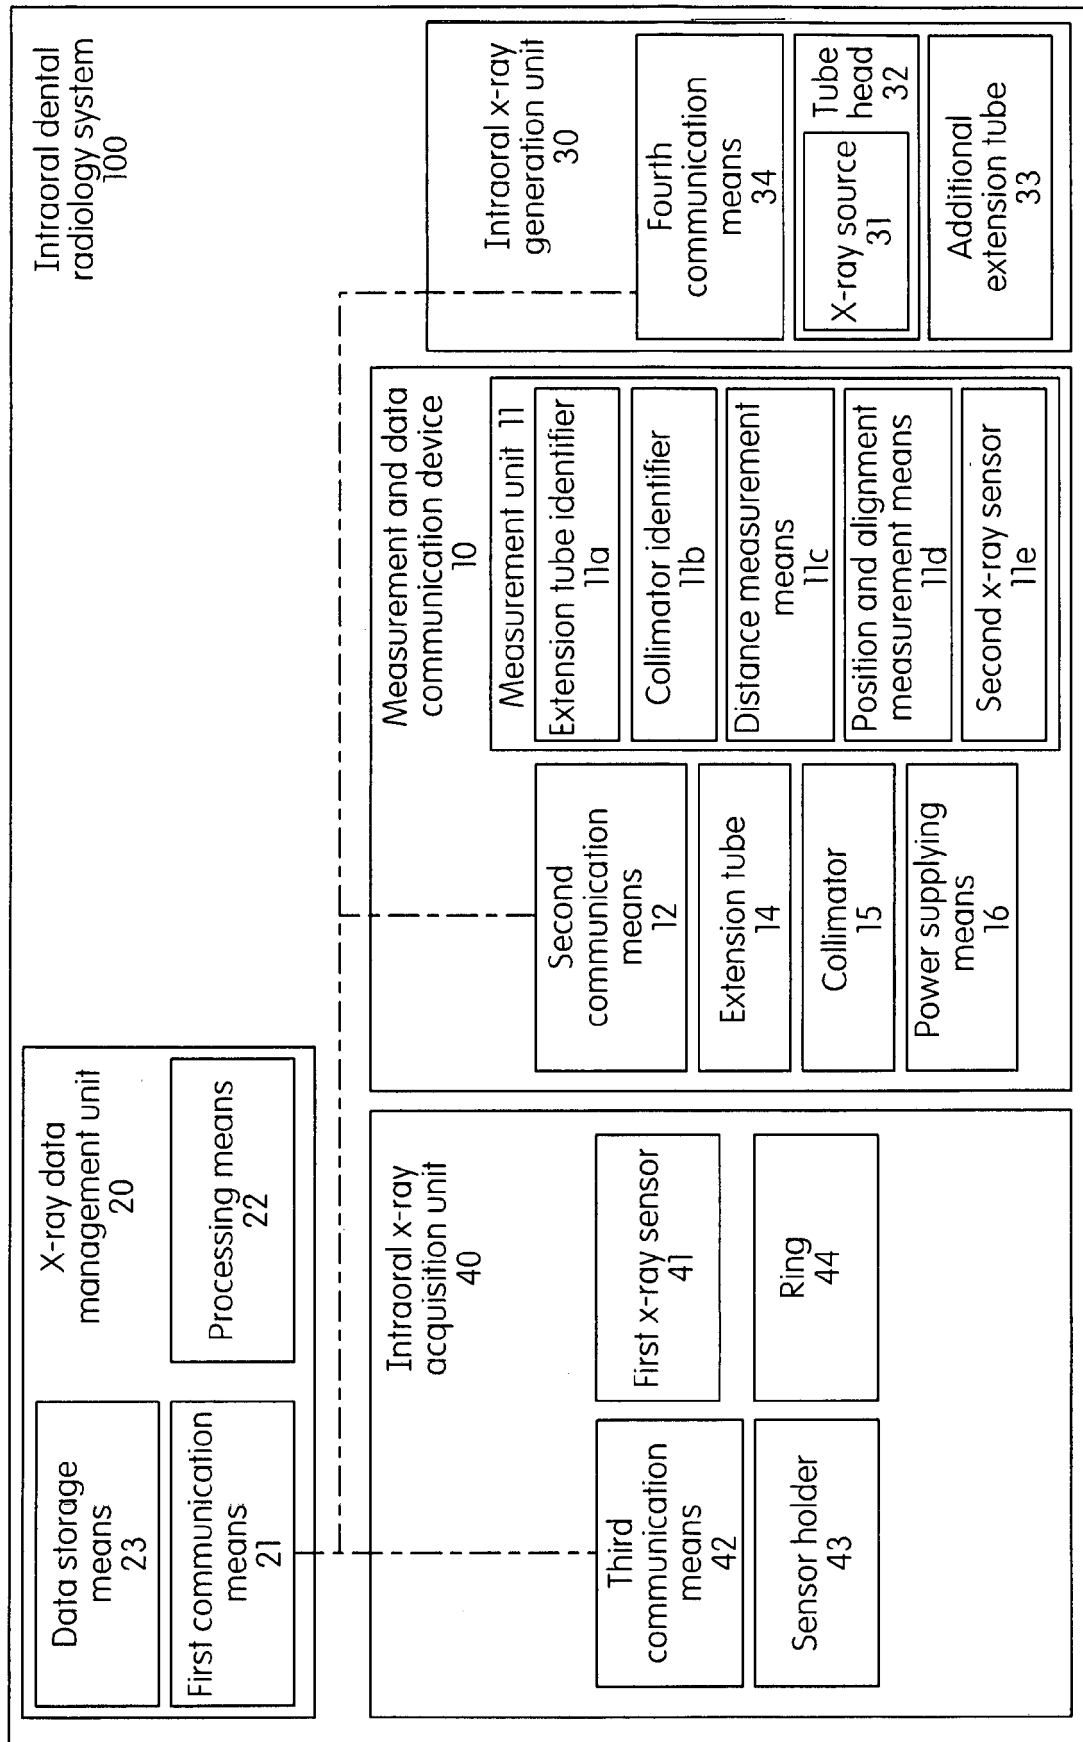 Intraoral dental
radiology system
100
X-ray data
management unit
20
Data storage
means
23
First communication
means
21
Processing means
22
Intraoral x-ray
acquisition unit
40
Third
communication
means
42
First x-ray sensor
41
Sensor holder
43
Ring
44
Measurement and data
communication device
10
Second
communication
means
12
Extension tube
14
Collimator
15
Power supplying
means
16
Measurement unit 11
Extension tube identifier
11a
Collimator identifier
11b
Distance measurement
means
11c
Position and alignment
measurement means
11d
Second x-ray sensor
11e
Intraoral x-ray
generation unit
30
Fourth
communication
means
34
X-ray source
31
Tube
head
32
Additional
extension tube
33